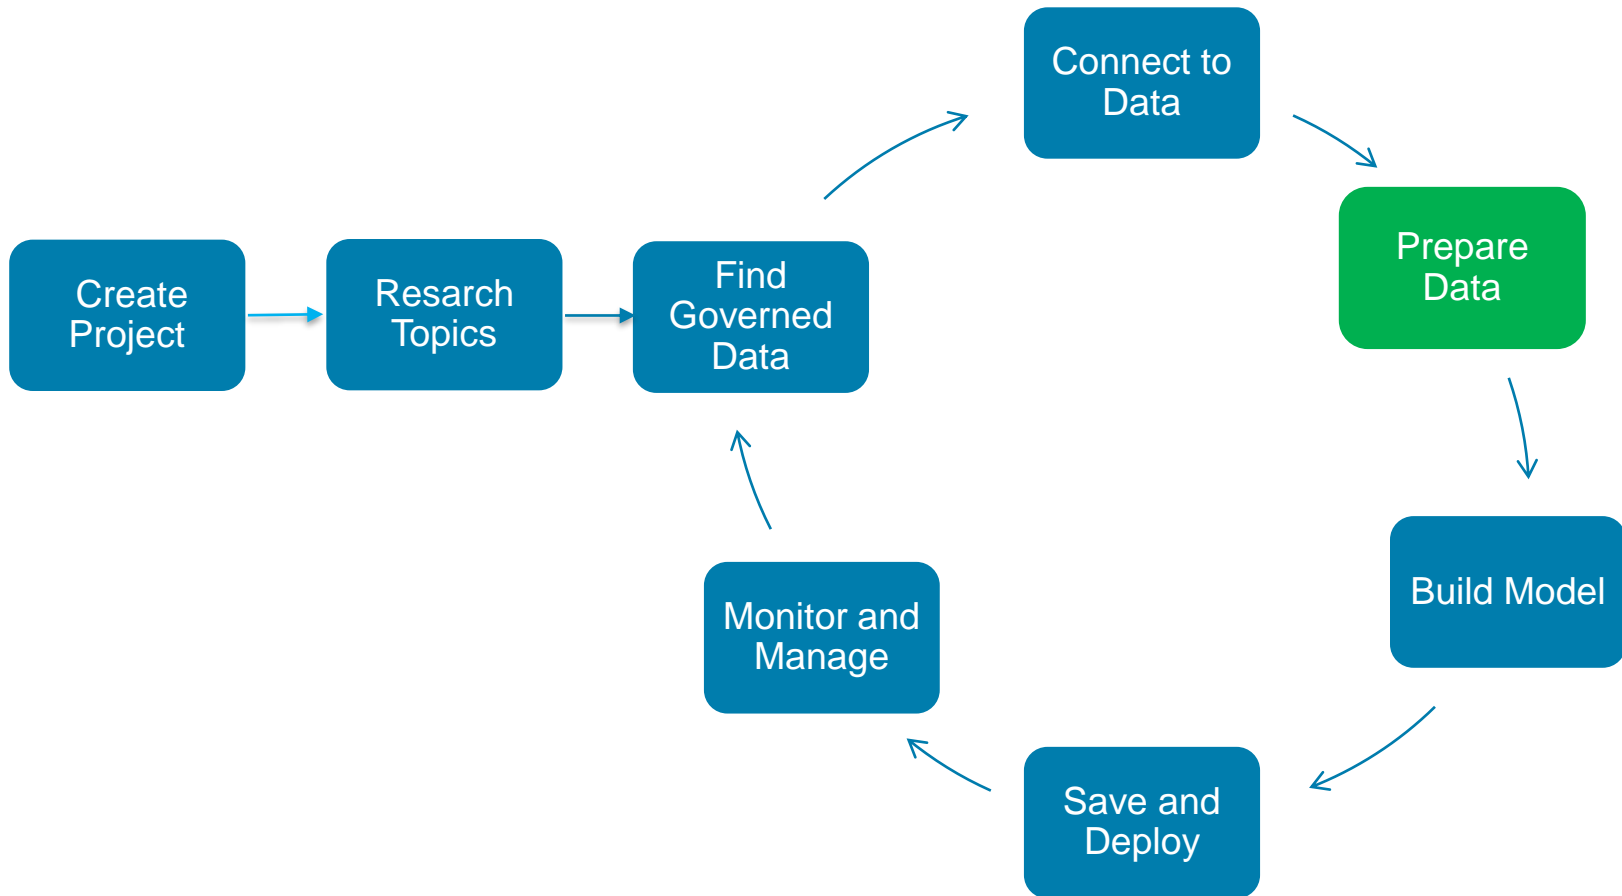 Create
Project
Resarch
Topics
Find
Governed
Data
Connect to
Data
Prepare
Data
Build Model
Save and
Deploy
Monitor and
Manage